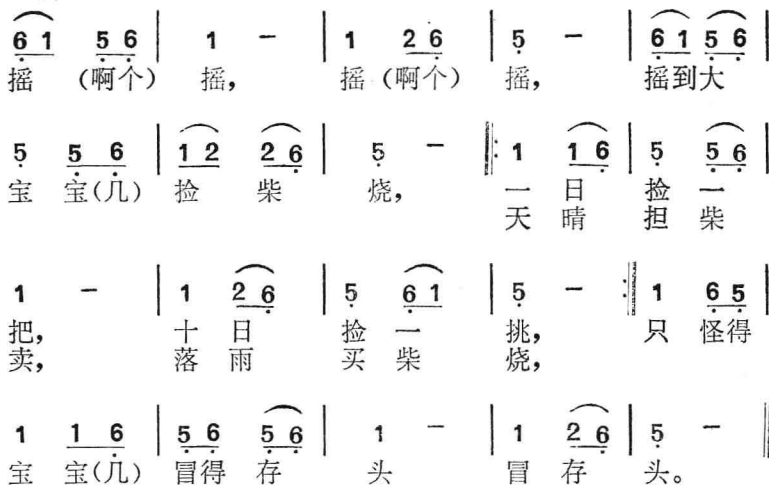 6 1 5 6 | 1 - | 1 2 6 | 5 - | 6 1 5 6 |
摇 (啊个) 摇, 摇 (啊个) 摇, 摇到大
5 5 6 | 1 2 2 6 | 5 - ‖: 1 1 6 | 5 5 6 |
宝 宝(几) 捡 柴 烧, 一 日 捡 一
天 晴 担 柴
1 - | 1 2 6 | 5 6 1 | 5 - :‖ 1 6 5 |
把, 十 日 捡 一 挑, 只 怪得
卖, 落 雨 买 柴 烧,
1 1 6 | 5 6 5 6 | 1 - | 1 2 6 | 5 - ‖
宝 宝(几) 冒得 存 头 冒 存 头。